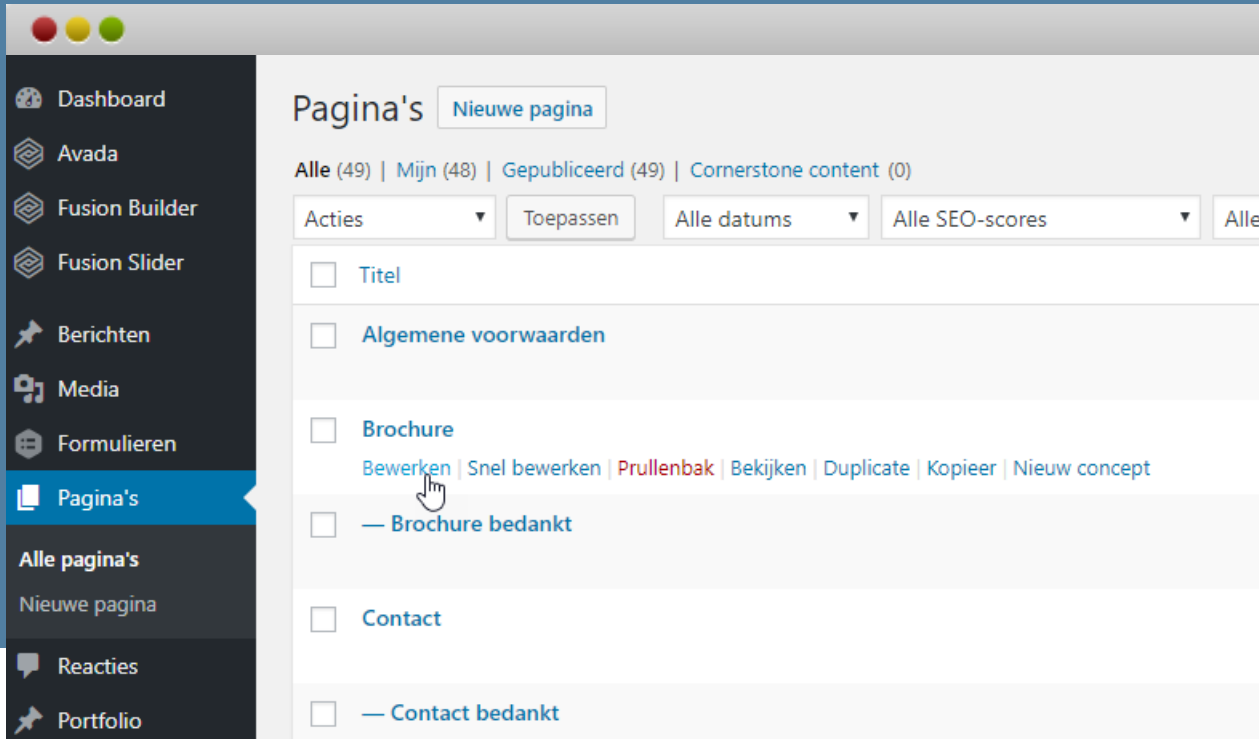 Dashboard
Avada
Fusion Builder
Fusion Slider
Berichten
Media
Formulieren
Pagina's
Alle pagina's
Nieuwe pagina
Reacties
Portfolio
Pagina's Nieuwe pagina
Alle (49) | Mijn (48) | Gepubliceerd (49) | Cornerstone content (0)
Acties Toepassen Alle datums Alle SEO-scores Alle
Titel
Algemene voorwaarden
Brochure
Bewerken | Snel bewerken | Prullenbak | Bekijken | Duplicate | Kopieer | Nieuw concept
— Brochure bedankt
Contact
— Contact bedankt